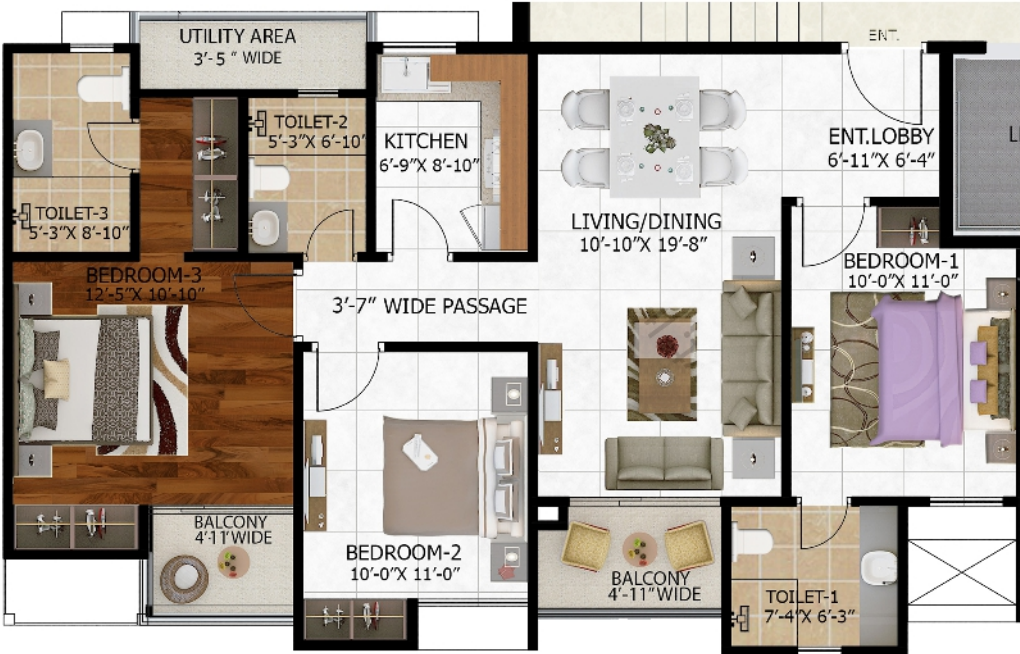 UTILITY AREA
3'-5" WIDE
ENT.
TOILET-2
5'-3"X 6'-10"
KITCHEN
6'-9"X 8'-10"
ENT.LOBBY
6'-11"X 6'-4"
L
TOILET-3
5'-3"X 8'-10"
LIVING/DINING
10'-10"X 19'-8"
BEDROOM-3
12'-5"X 10'-10"
BEDROOM-1
10'-0"X 11'-0"
3'-7" WIDE PASSAGE
BALCONY
4'-11'WIDE
BEDROOM-2
10'-0"X 11'-0"
BALCONY
4'-11"WIDE
TOILET-1
7'-4"X 6'-3"